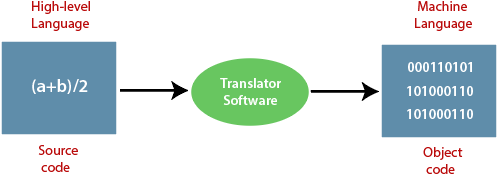 High-level
Language
(a+b)/2
Source
code
Translator
Software
Machine
Language
000110101
101000110
101000110
Object
code